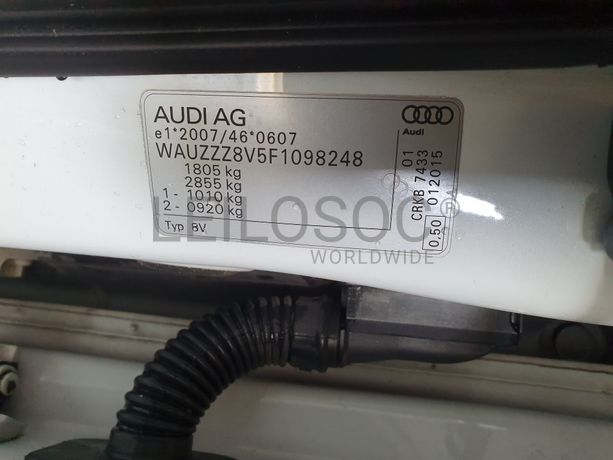 AUDI AG
Audi
e1*2007/46*0607
WAUZZZ8V5F1098248
1805 kg
2855 kg
1 - 1010 kg
2 - 0920 kg
Typ 8V
0.50
CRKB 7433 01
012015
LEILOSOC®
WORLDWIDE